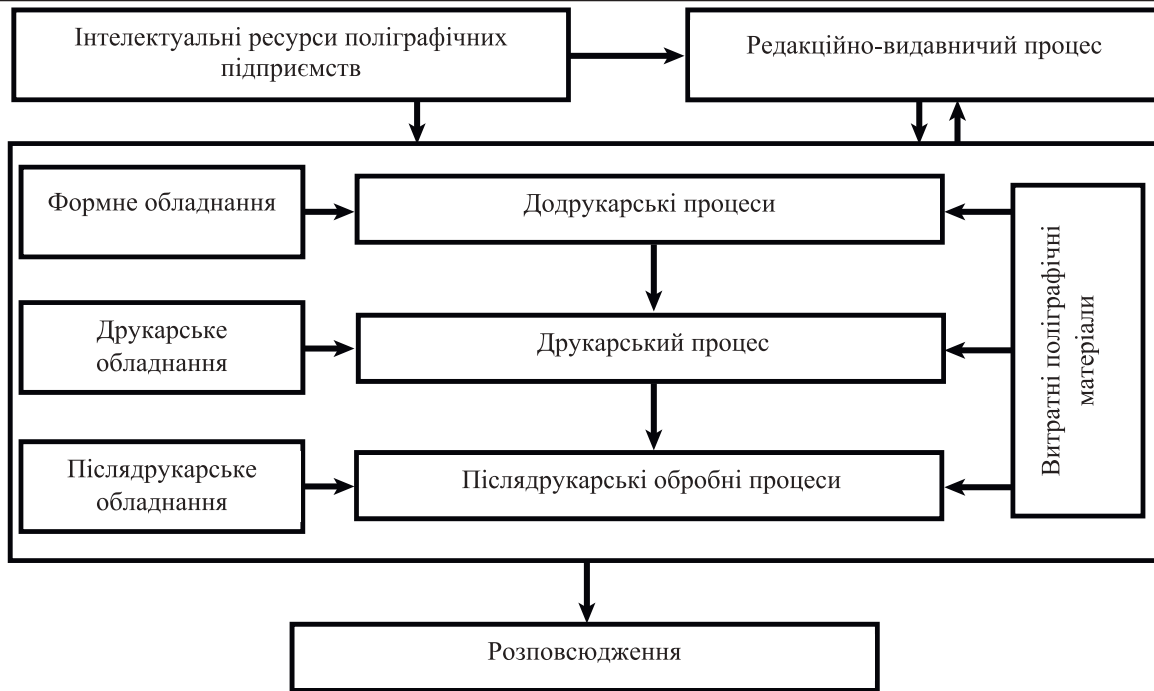 Інтелектуальні ресурси поліграфічних
підприємств
Редакційно-видавничий процес
Формне обладнання
Додрукарські процеси
Друкарське
обладнання
Друкарський процес
Післядрукарське
обладнання
Післядрукарські обробні процеси
Витратні поліграфічні
матеріали
Розповсюдження